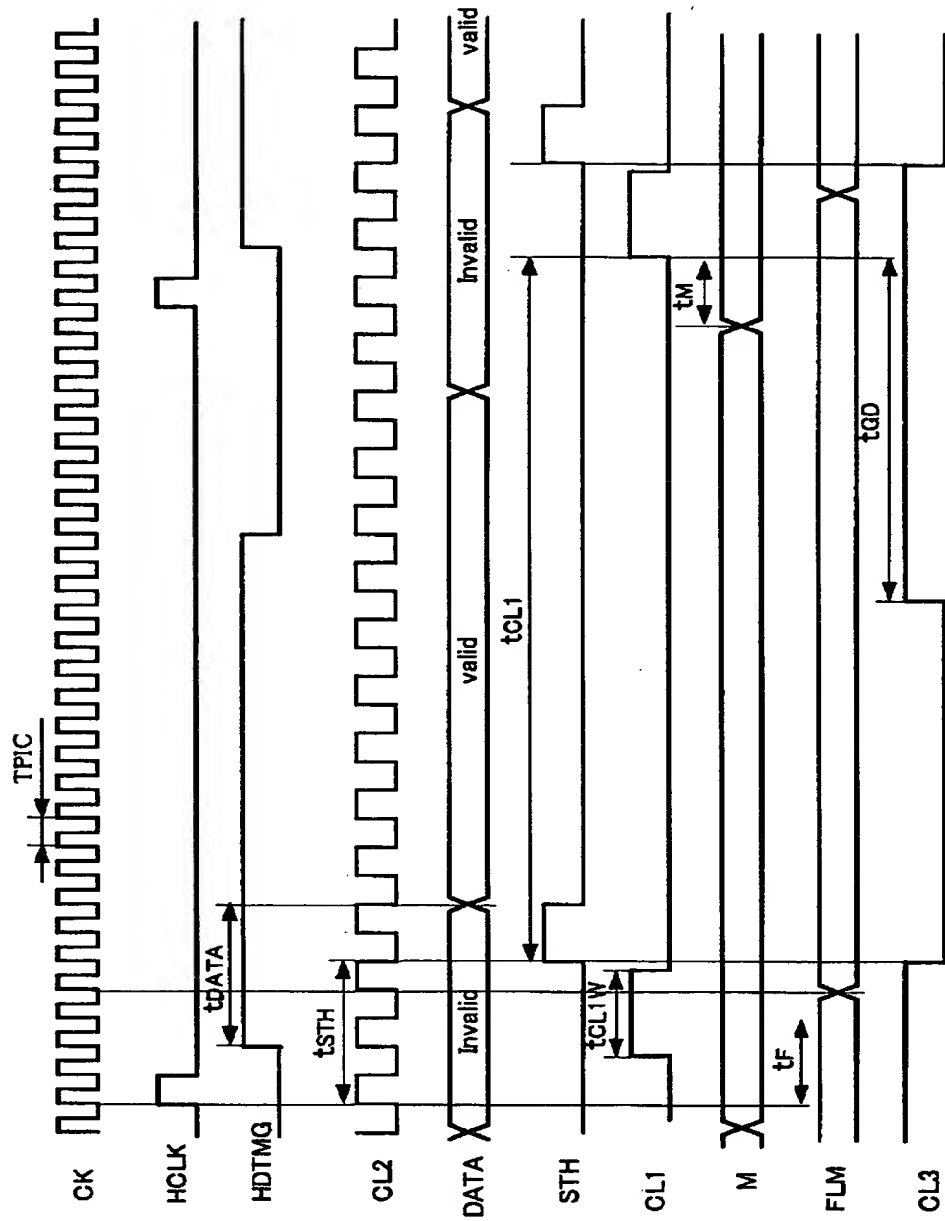 TPIC
CK
HCLK
tDATA
HDTMG
tSTH
CL2
DATA
Invalid
valid
Invalid
valid
tCL1
STH
tCL1W
CL1
tM
M
tF
FLM
tGD
CL3